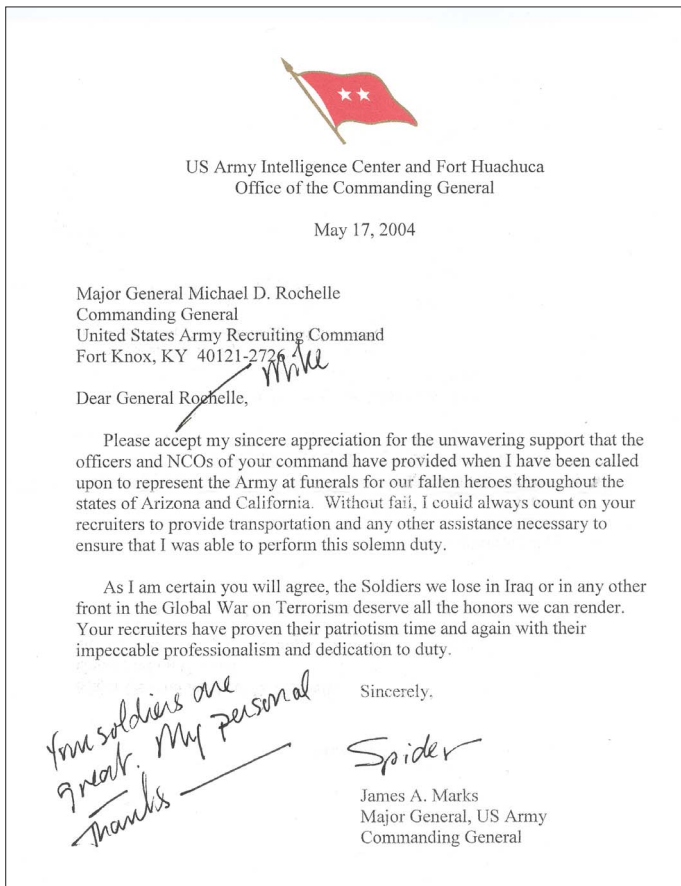 US Army Intelligence Center and Fort Huachuca
Office of the Commanding General
May 17, 2004
Major General Michael D. Rochelle
Commanding General
United States Army Recruiting Command
Fort Knox, KY 40121-2726
Mike
Dear General Rochelle,
Please accept my sincere appreciation for the unwavering support that the
officers and NCOs of your command have provided when I have been called
upon to represent the Army at funerals for our fallen heroes throughout the
states of Arizona and California. Without fail, I could always count on your
recruiters to provide transportation and any other assistance necessary to
ensure that I was able to perform this solemn duty.
As I am certain you will agree, the Soldiers we lose in Iraq or in any other
front in the Global War on Terrorism deserve all the honors we can render.
Your recruiters have proven their patriotism time and again with their
impeccable professionalism and dedication to duty.
Your soldiers are
great. My personal
Thanks
Sincerely,
Spider
James A. Marks
Major General, US Army
Commanding General